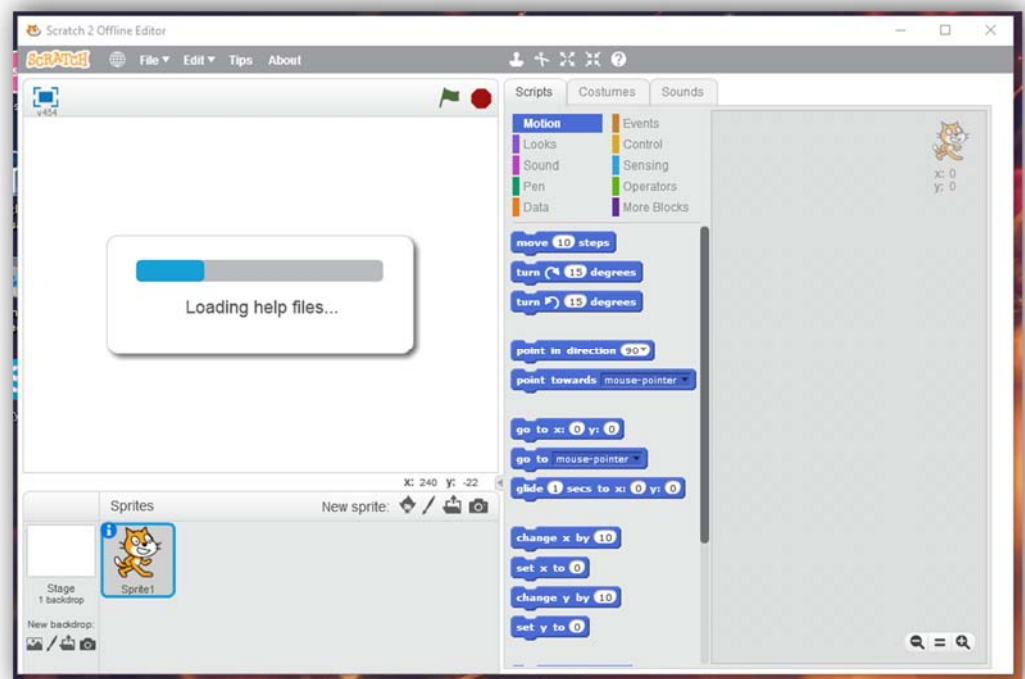 Scratch 2 Offline Editor
SCRATCH File Edit Tips About
v454
Scripts Costumes Sounds
Motion Events
Looks Control
Sound Sensing
Pen Operators
Data More Blocks
x: 0
y: 0
move 10 steps
turn 15 degrees
turn 15 degrees
point in direction 90
point towards mouse-pointer
go to x: 0 y: 0
go to mouse-pointer
glide 1 secs to x: 0 y: 0
change x by 10
set x to 0
change y by 10
set y to 0
Loading help files...
X: 240 y: -22
Sprites New sprite:
Stage
1 backdrop
New backdrop:
Sprite1